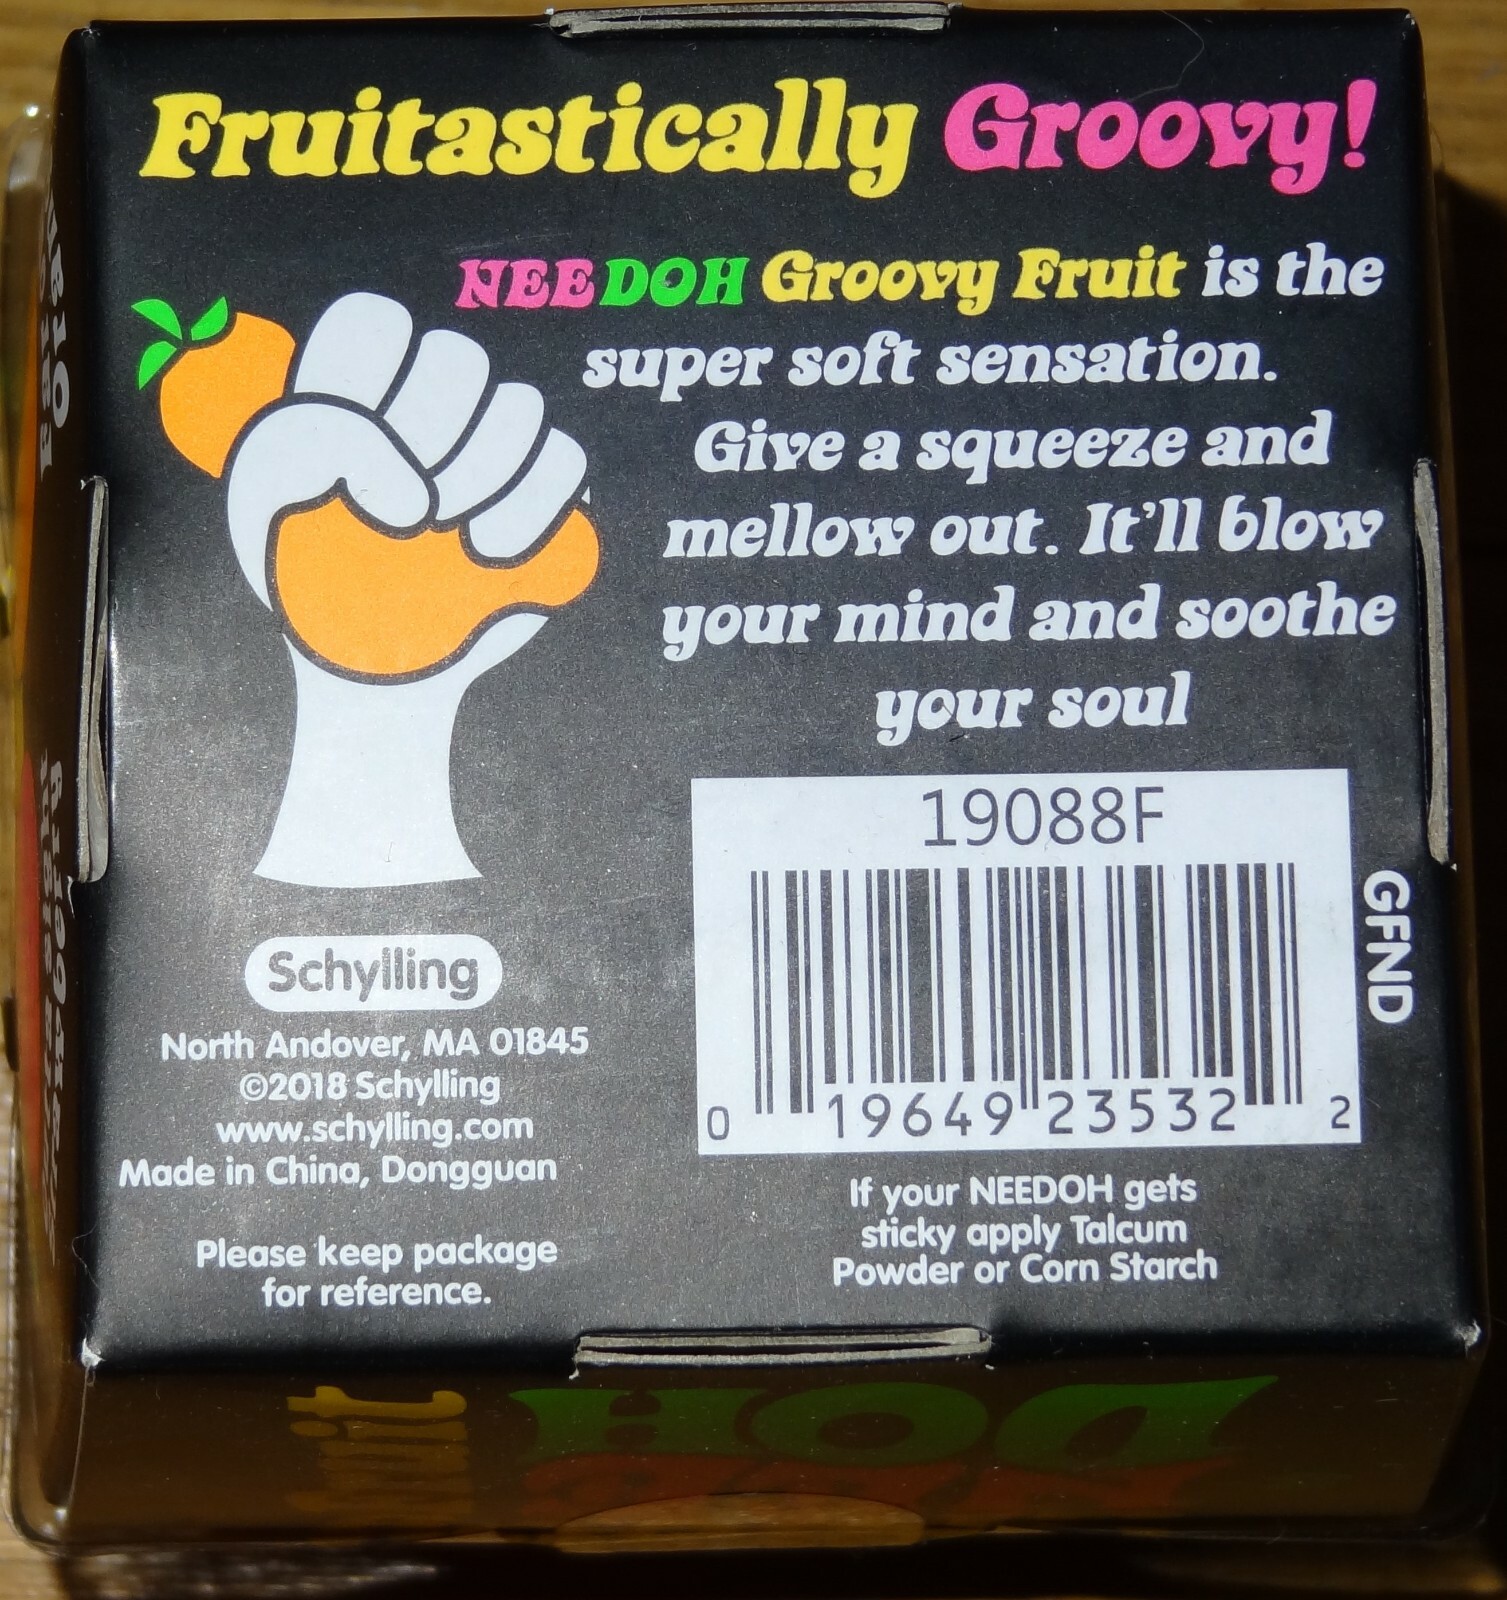 Fruitastically Groovy!
NEEDOH Groovy Fruit is the
super soft sensation.
Give a squeeze and
mellow out. It'll blow
your mind and soothe
your soul
19088F
0 19649 23532 2
GFND
Schylling
North Andover, MA 01845
©2018 Schylling
www.schylling.com
Made in China, Dongguan
Please keep package
for reference.
If your NEEDOH gets
sticky apply Talcum
Powder or Corn Starch
DOH